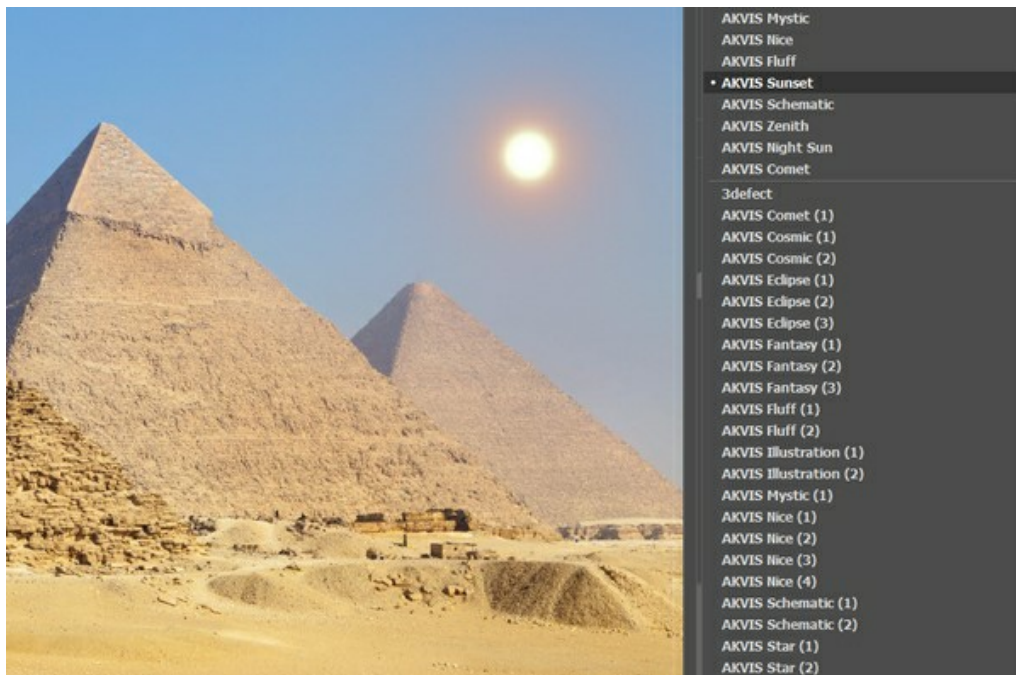 AKVIS Mystic
AKVIS Nice
AKVIS Fluff
AKVIS Sunset
AKVIS Schematic
AKVIS Zenith
AKVIS Night Sun
AKVIS Comet
3defect
AKVIS Comet (1)
AKVIS Cosmic (1)
AKVIS Cosmic (2)
AKVIS Eclipse (1)
AKVIS Eclipse (2)
AKVIS Eclipse (3)
AKVIS Fantasy (1)
AKVIS Fantasy (2)
AKVIS Fantasy (3)
AKVIS Fluff (1)
AKVIS Fluff (2)
AKVIS Illustration (1)
AKVIS Illustration (2)
AKVIS Mystic (1)
AKVIS Nice (1)
AKVIS Nice (2)
AKVIS Nice (3)
AKVIS Nice (4)
AKVIS Schematic (1)
AKVIS Schematic (2)
AKVIS Star (1)
AKVIS Star (2)